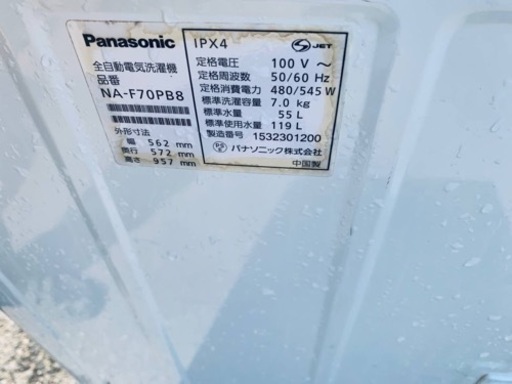 Panasonic
全自動電気洗濯機
品番
NA-F70PB8
外形寸法
幅 562 mm
奥行 572 mm
高さ 957 mm
IPX4
JET
定格電圧 100 V ～
定格周波数 50/60 Hz
定格消費電力 480/545 W
標準洗濯容量 7.0 kg
標準水量 55 L
標準使用水量 119 L
製造番号 1532301200
パナソニック株式会社
中国製